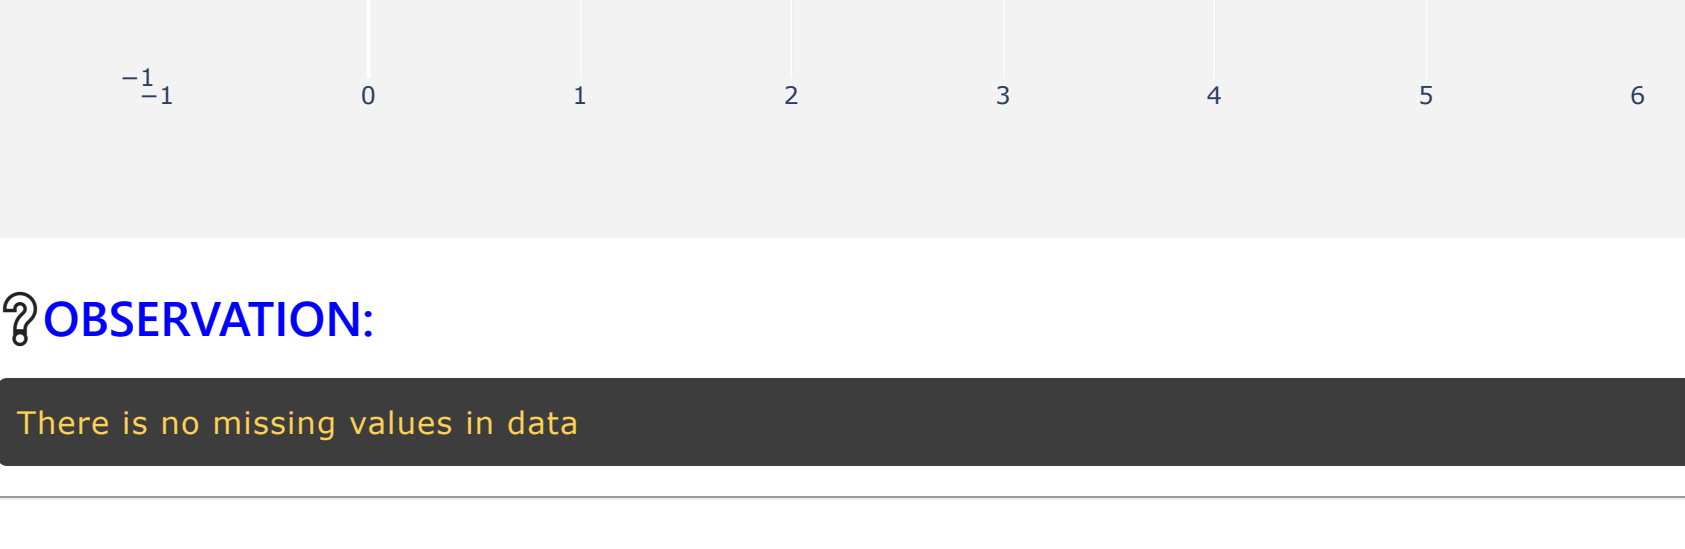 −1
−1 0 1 2 3 4 5 6
OBSERVATION:
There is no missing values in data